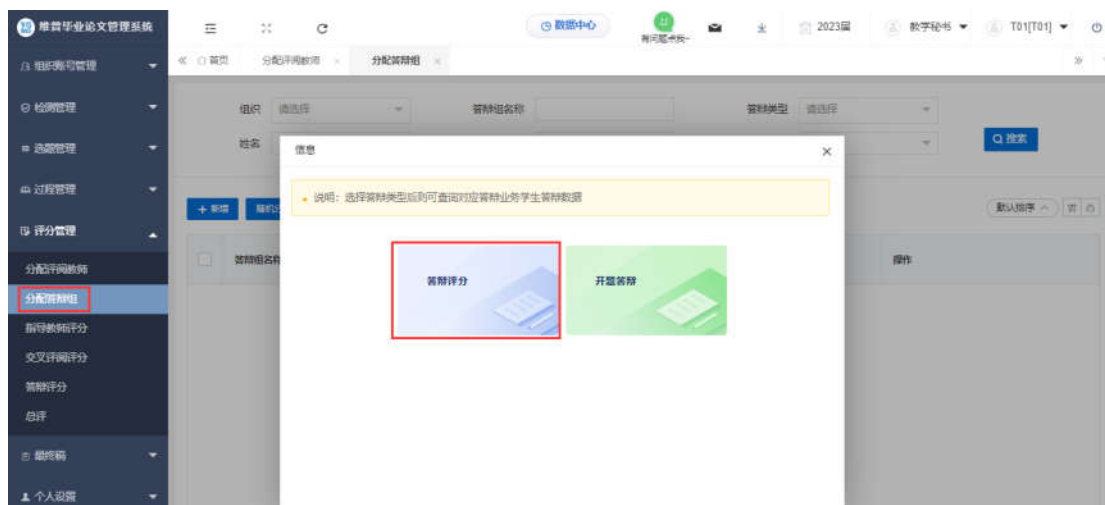 维普毕业论文管理系统
数据中心
有问题点我~
2023届
教学秘书
T01[T01]
组织账号管理
首页
分配评阅教师
分配答辩组
检测管理
组织
请选择
答辩组名称
答辩类型
请选择
选题管理
姓名
搜索
信息
过程管理
说明：选择答辩类型后则可查询对应答辩业务学生答辩数据
+ 新增
默认排序
评分管理
答辩组名称
操作
分配评阅教师
答辩评分
开题答辩
分配答辩组
指导教师评分
交叉评阅评分
答辩评分
总评
最终稿
个人设置